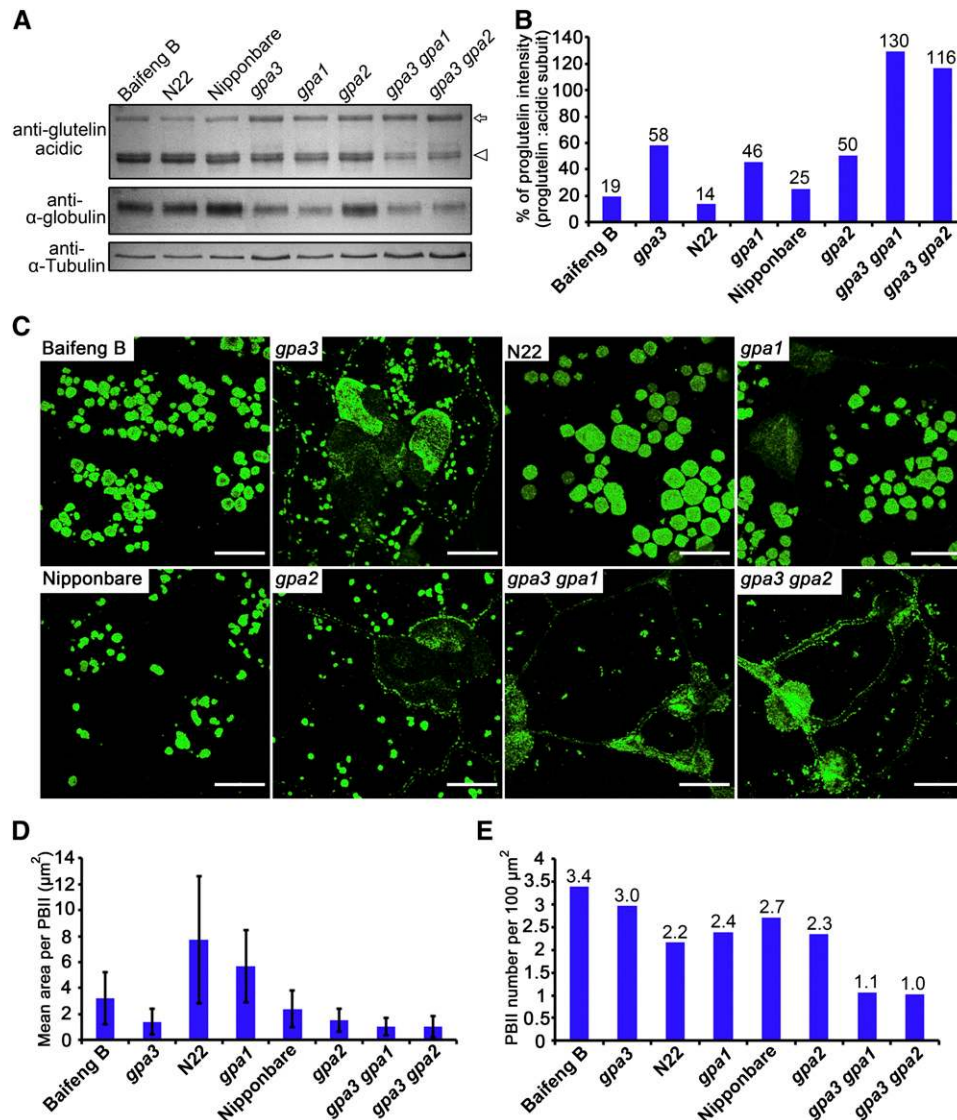 A
Baifeng B
N22
Nipponbare
gpa3
gpa1
gpa2
gpa3 gpa1
gpa3 gpa2
anti-glutelin
acidic
anti-
α-globulin
anti-
α-Tubulin
B
% of proglutelin intensity
(proglutelin :acidic subuit)
140
120
100
80
60
40
20
0
19
58
14
46
25
50
130
116
Baifeng B
gpa3
N22
gpa1
Nipponbare
gpa2
gpa3 gpa1
gpa3 gpa2
C
Baifeng B
gpa3
N22
gpa1
Nipponbare
gpa2
gpa3 gpa1
gpa3 gpa2
D
Mean area per PBII (μm²)
14
12
10
8
6
4
2
0
Baifeng B
gpa3
N22
gpa1
Nipponbare
gpa2
gpa3 gpa1
gpa3 gpa2
E
PBII number per 100 μm²
4
3.5
3
2.5
2
1.5
1
0.5
0
3.4
3.0
2.2
2.4
2.7
2.3
1.1
1.0
Baifeng B
gpa3
N22
gpa1
Nipponbare
gpa2
gpa3 gpa1
gpa3 gpa2